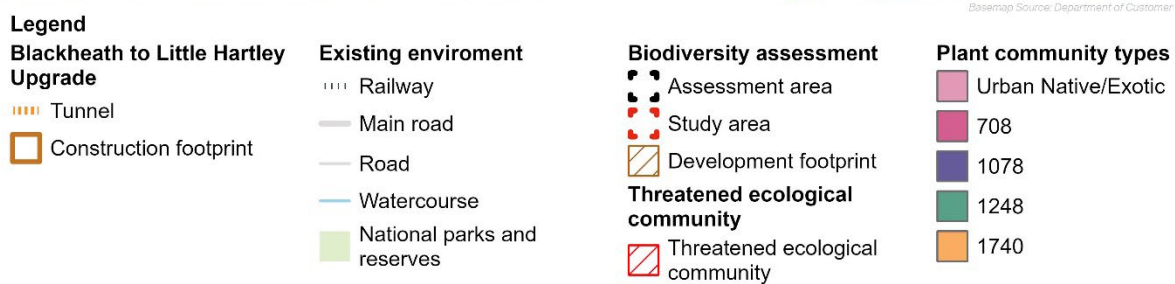 Basemap Source: Department of Customer
Legend
Blackheath to Little Hartley
Upgrade
Tunnel
Construction footprint
Existing enviroment
Railway
Main road
Road
Watercourse
National parks and
reserves
Biodiversity assessment
Assessment area
Study area
Development footprint
Threatened ecological
community
Threatened ecological
community
Plant community types
Urban Native/Exotic
708
1078
1248
1740